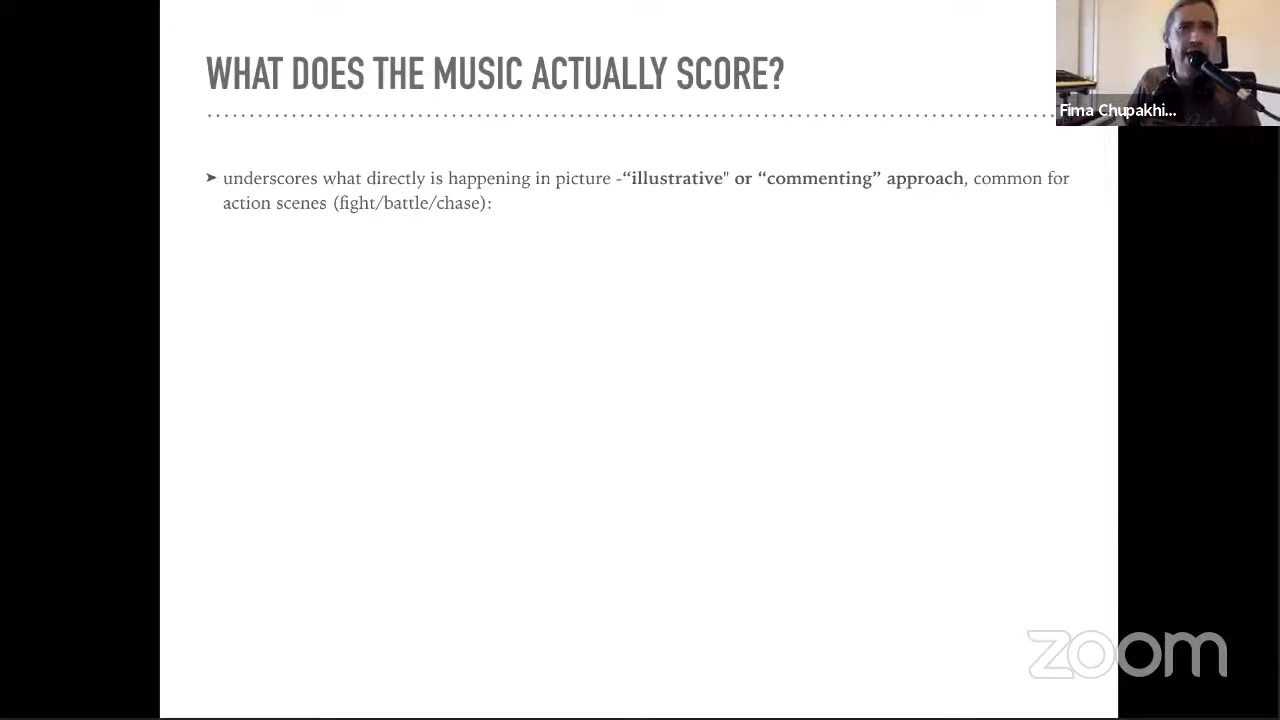 WHAT DOES THE MUSIC ACTUALLY SCORE?
Fima Chupakhi...
➤ underscores what directly is happening in picture -“illustrative" or “commenting” approach, common for
action scenes (fight/battle/chase):
zoom